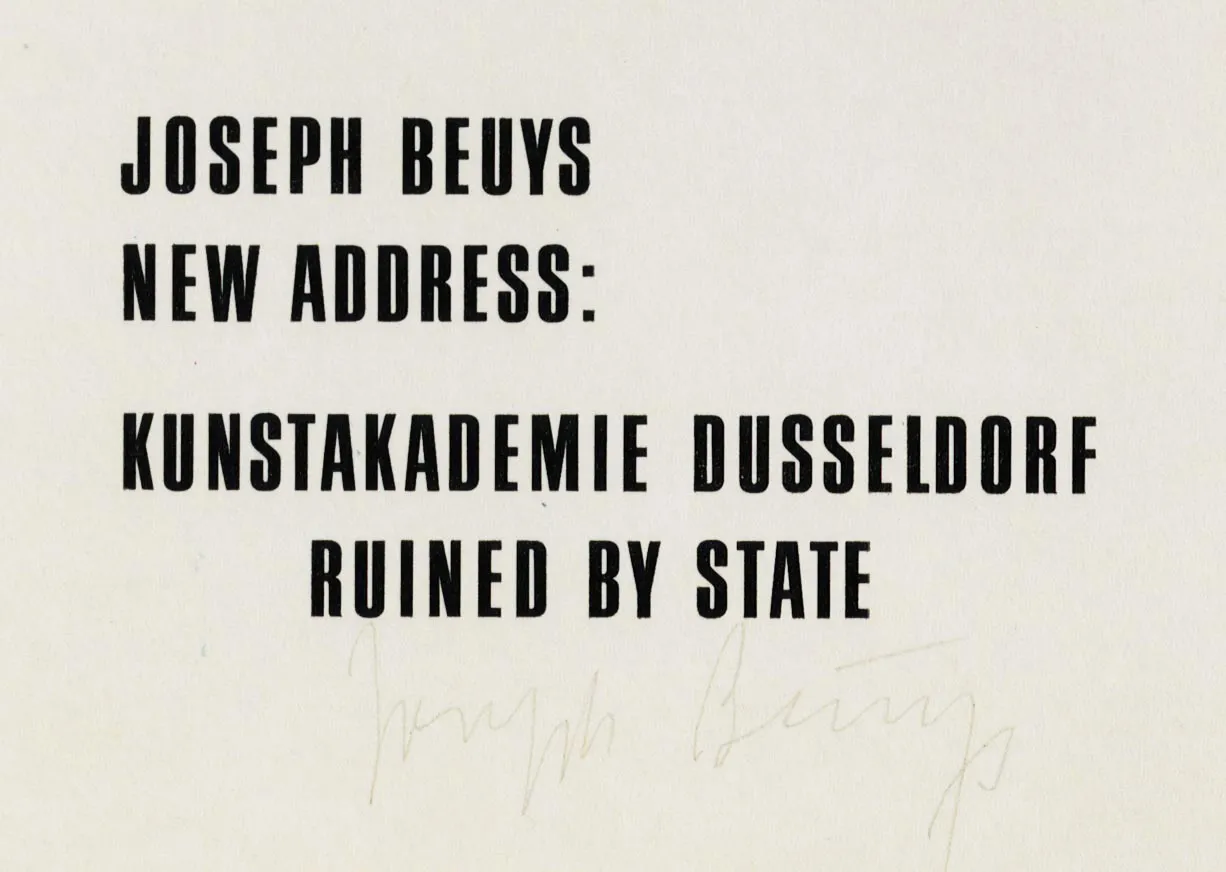 JOSEPH BEUYS
NEW ADDRESS:
KUNSTAKADEMIE DUSSELDORF
RUINED BY STATE
Joseph Beuys